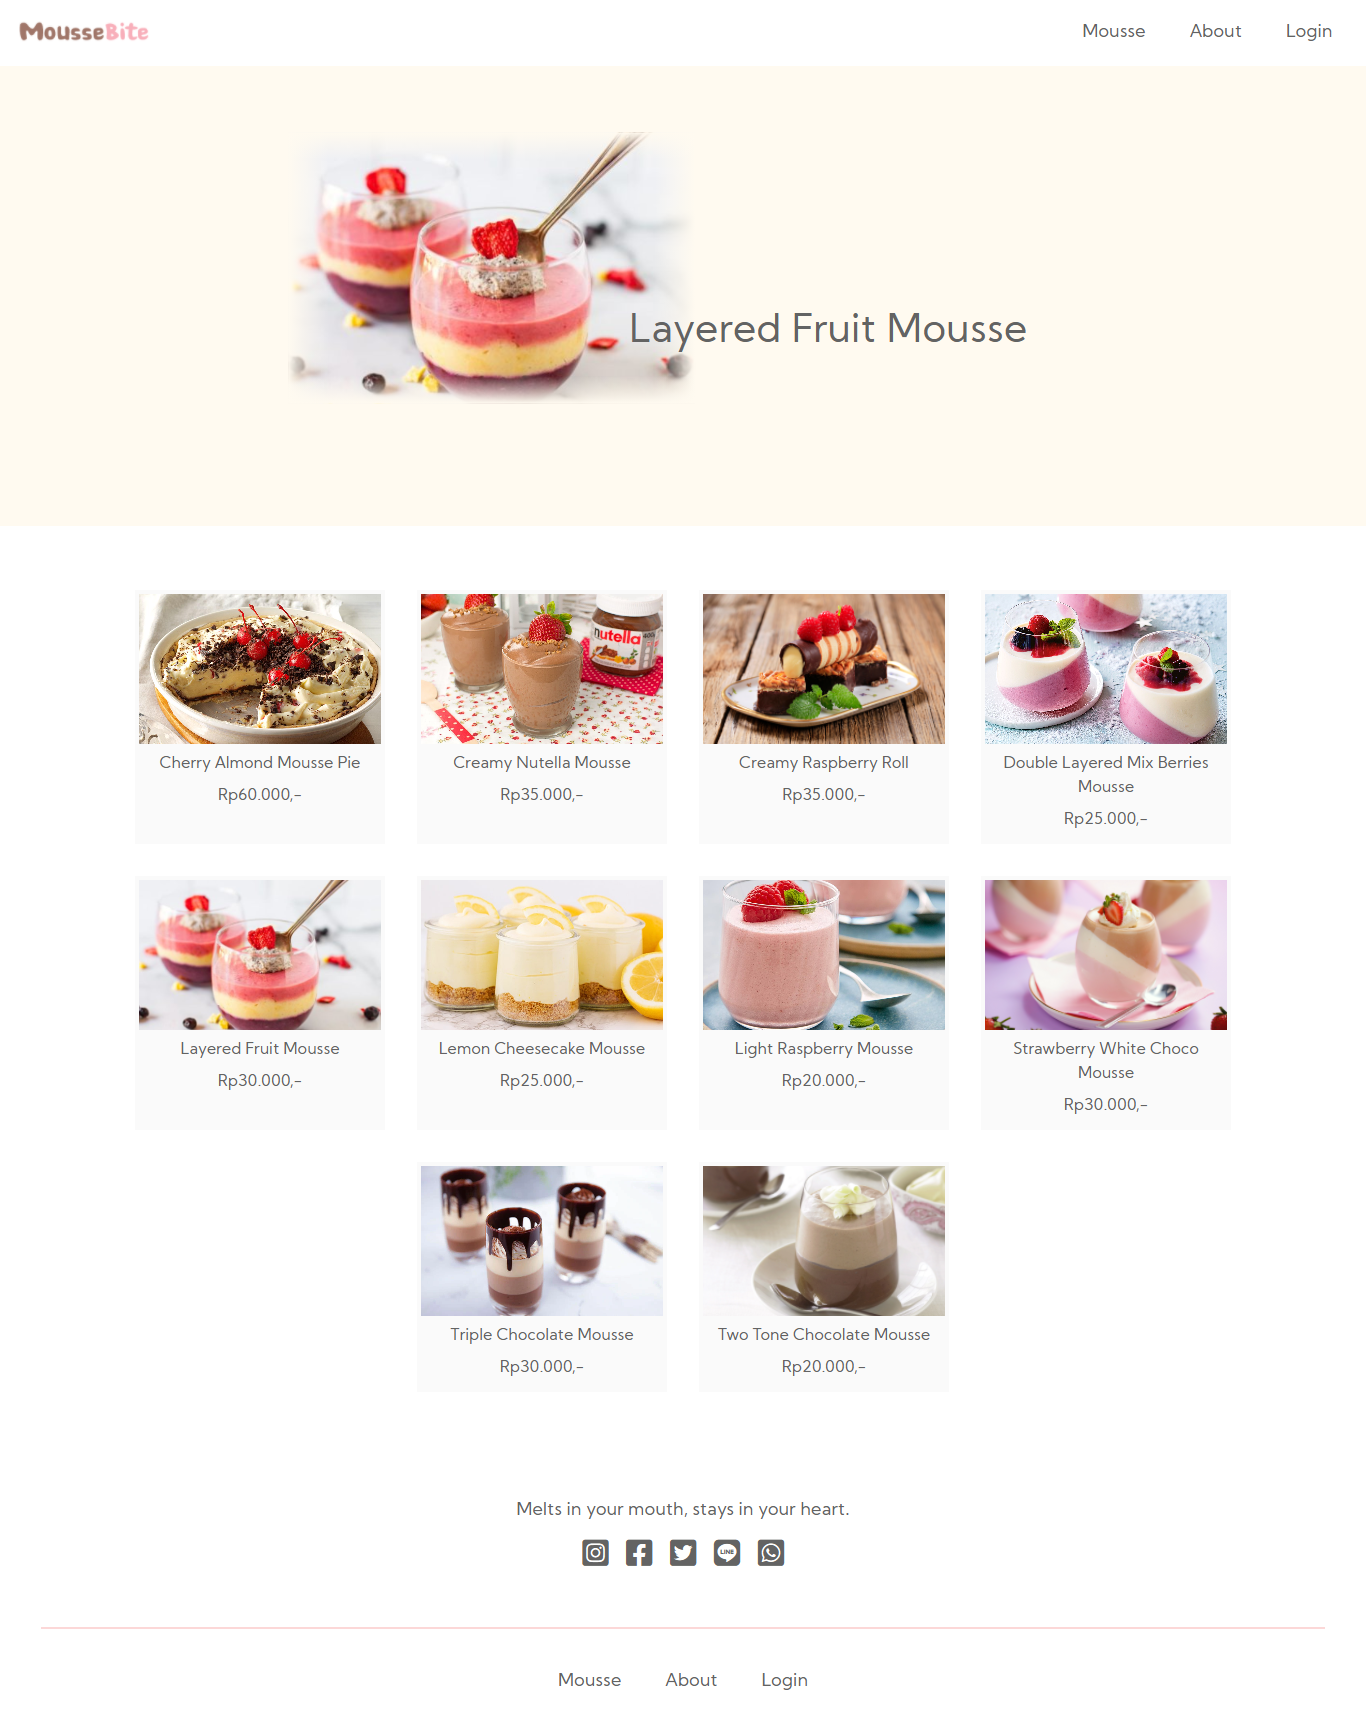 MousseBite
Mousse About Login
Layered Fruit Mousse
nutella
Cherry Almond Mousse Pie
Rp60.000,-
Creamy Nutella Mousse
Rp35.000,-
Creamy Raspberry Roll
Rp35.000,-
Double Layered Mix Berries
Mousse
Rp25.000,-
Layered Fruit Mousse
Rp30.000,-
Lemon Cheesecake Mousse
Rp25.000,-
Light Raspberry Mousse
Rp20.000,-
Strawberry White Choco
Mousse
Rp30.000,-
Triple Chocolate Mousse
Rp30.000,-
Two Tone Chocolate Mousse
Rp20.000,-
Melts in your mouth, stays in your heart.
LINE
Mousse About Login